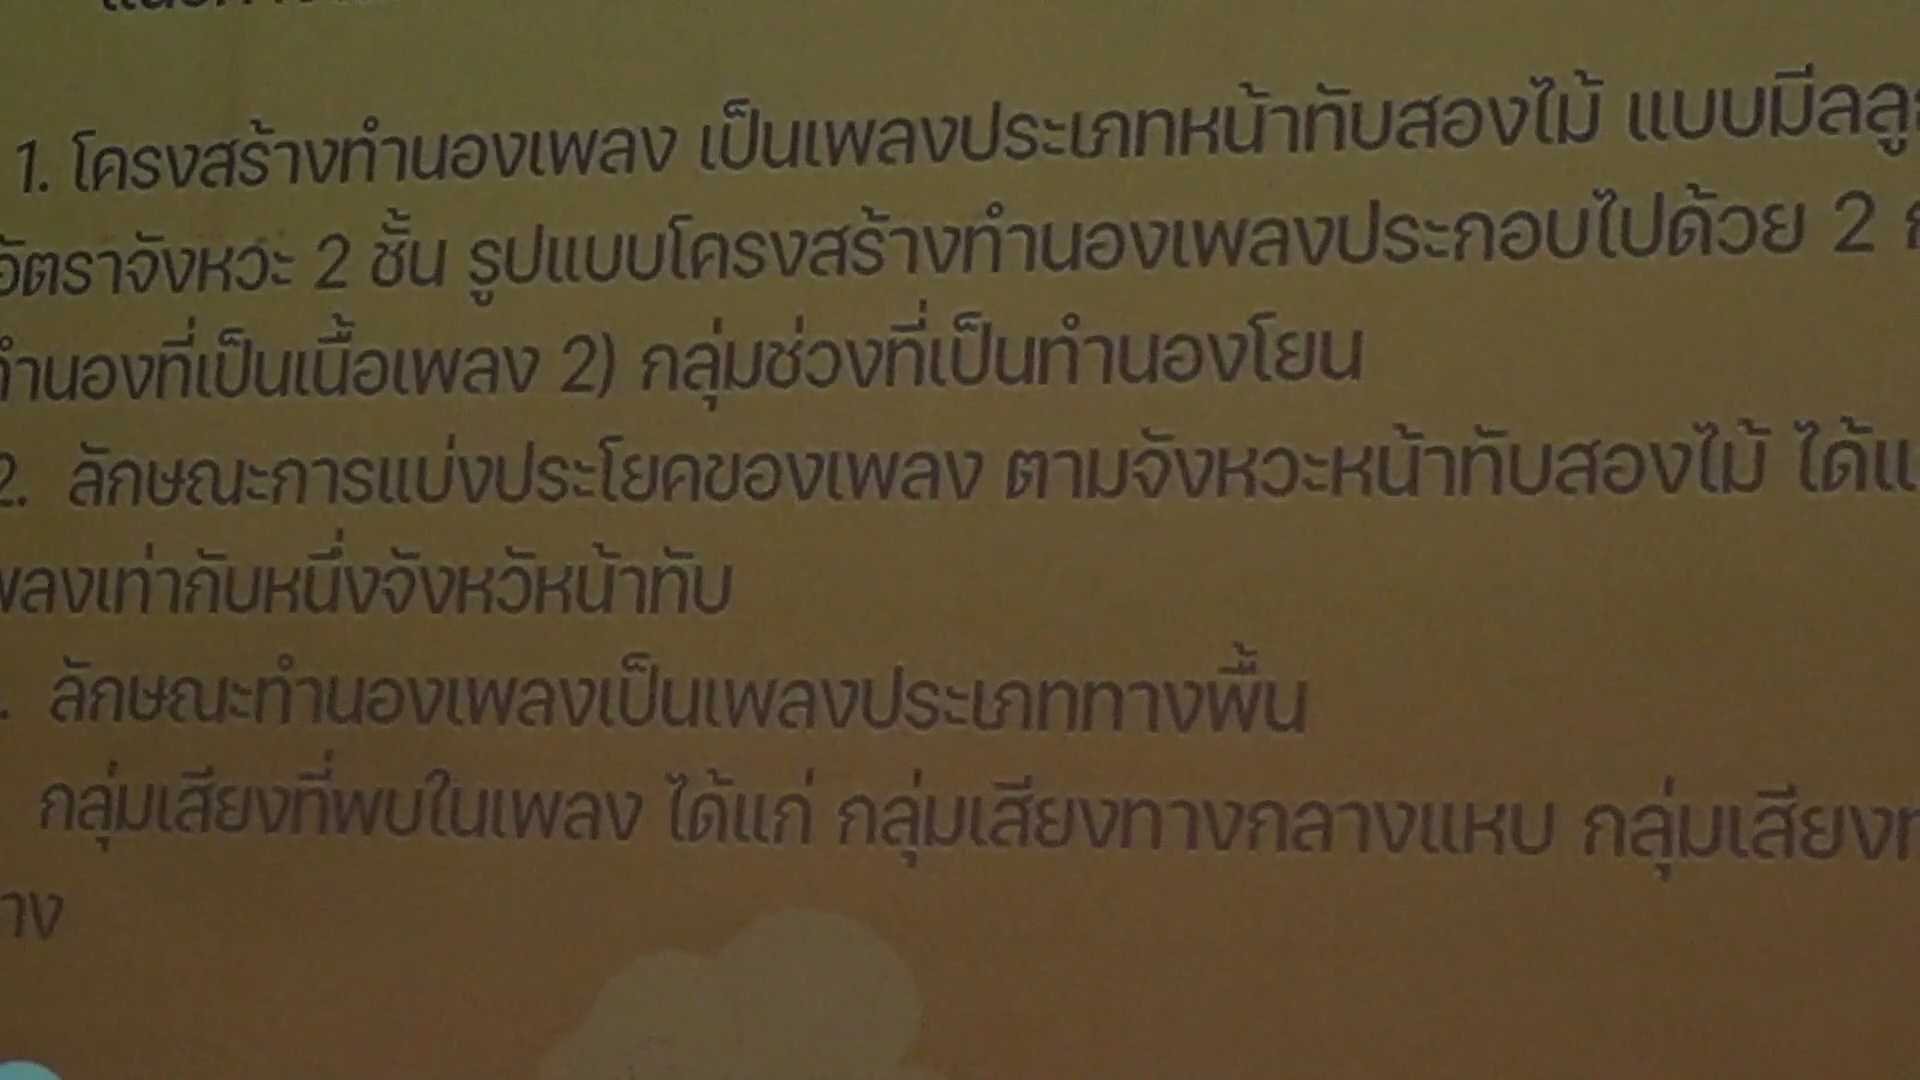 1. โครงสร้างทำนองเพลง เป็นเพลงประเภทหน้าทับสองไม้ แบบมีลลู
อัตราจังหวะ 2 ชั้น รูปแบบโครงสร้างทำนองเพลงประกอบไปด้วย 2
ทำนองที่เป็นเนื้อเพลง 2) กลุ่มช่วงที่เป็นทำนองโยน
2. ลักษณะการแบ่งประโยคของเพลง ตามจังหวะหน้าทับสองไม้ ได้แ
พลงเท่ากับหนึ่งจังหวัหน้าทับ
. ลักษณะทำนองเพลงเป็นเพลงประเภททางพื้น
กลุ่มเสียงที่พบในเพลง ได้แก่ กลุ่มเสียงทางกลางแหบ กลุ่มเสียงท
าง